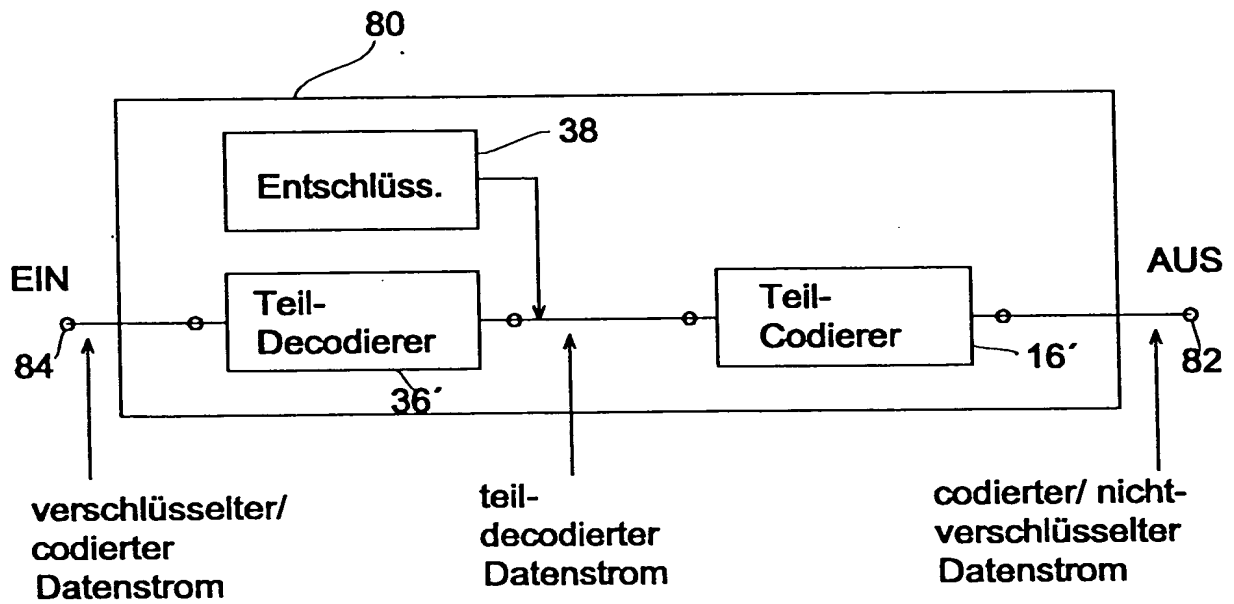 80
38
Entschlüss.
EIN
AUS
Teil-
Decodierer
Teil-
Codierer
84
36´
16´
82
verschlüsselter/
codierter
Datenstrom
teil-
decodierter
Datenstrom
codierter/ nicht-
verschlüsselter
Datenstrom